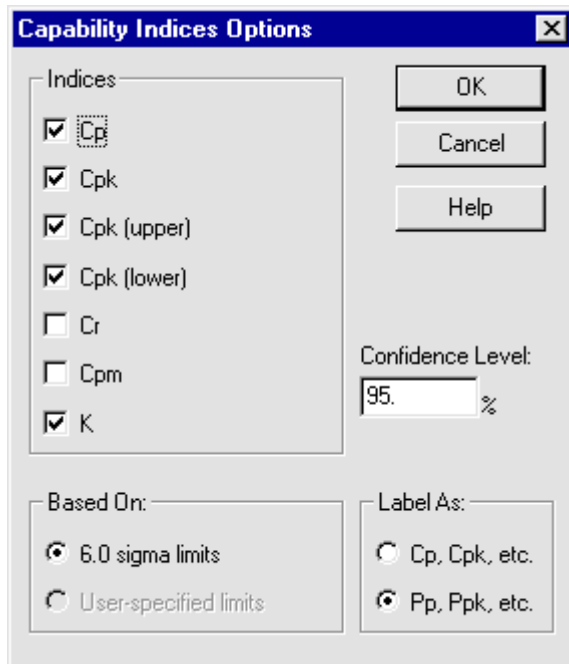 Capability Indices Options
Indices
Cp
Cpk
Cpk (upper)
Cpk (lower)
Cr
Cpm
K
OK
Cancel
Help
Confidence Level:
95. %
Based On:
6.0 sigma limits
User-specified limits
Label As:
Cp, Cpk, etc.
Pp, Ppk, etc.